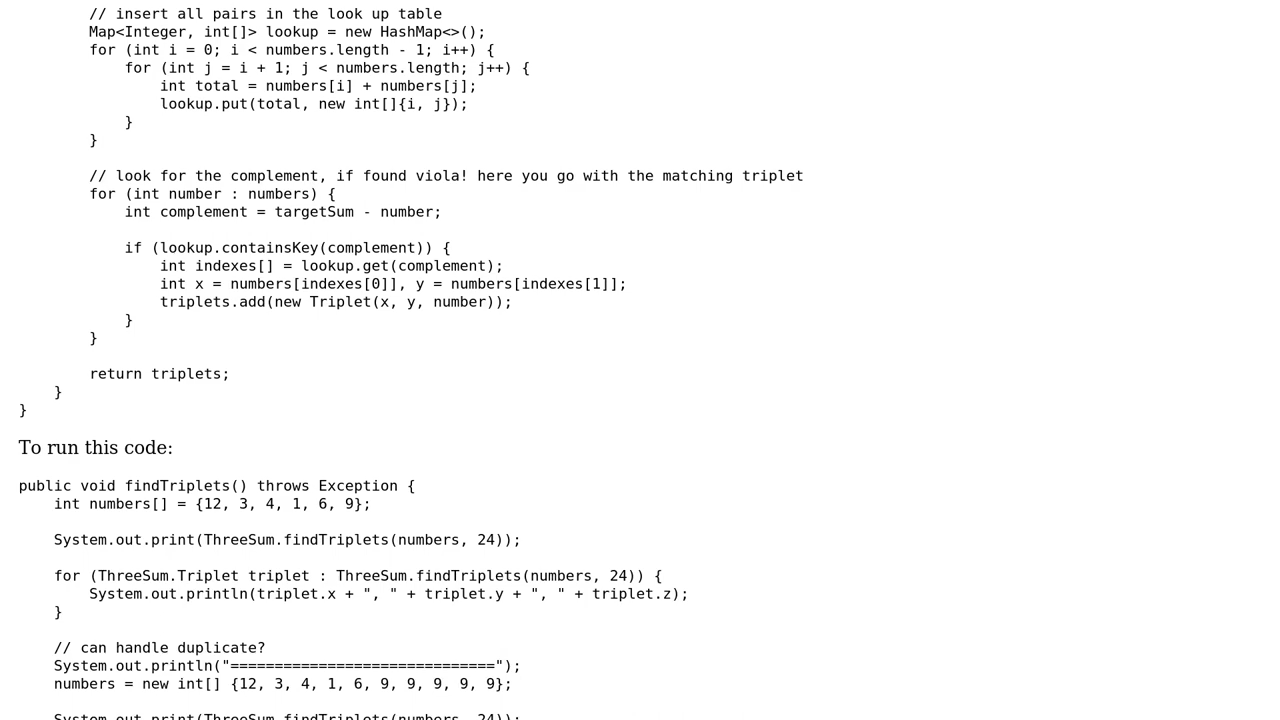 // insert all pairs in the look up table
Map<Integer, int[]> lookup = new HashMap<>();
for (int i = 0; i < numbers.length - 1; i++) {
for (int j = i + 1; j < numbers.length; j++) {
int total = numbers[i] + numbers[j];
lookup.put(total, new int[]{i, j});
}
}
// look for the complement, if found viola! here you go with the matching triplet
for (int number : numbers) {
int complement = targetSum - number;
if (lookup.containsKey(complement)) {
int indexes[] = lookup.get(complement);
int x = numbers[indexes[0]], y = numbers[indexes[1]];
triplets.add(new Triplet(x, y, number));
}
}
return triplets;
}
}
To run this code:
public void findTriplets() throws Exception {
int numbers[] = {12, 3, 4, 1, 6, 9};
System.out.print(ThreeSum.findTriplets(numbers, 24));
for (ThreeSum.Triplet triplet : ThreeSum.findTriplets(numbers, 24)) {
System.out.println(triplet.x + ", " + triplet.y + ", " + triplet.z);
}
// can handle duplicate?
System.out.println("==============================");
numbers = new int[] {12, 3, 4, 1, 6, 9, 9, 9, 9, 9};
System.out.print(ThreeSum.findTriplets(numbers, 24));